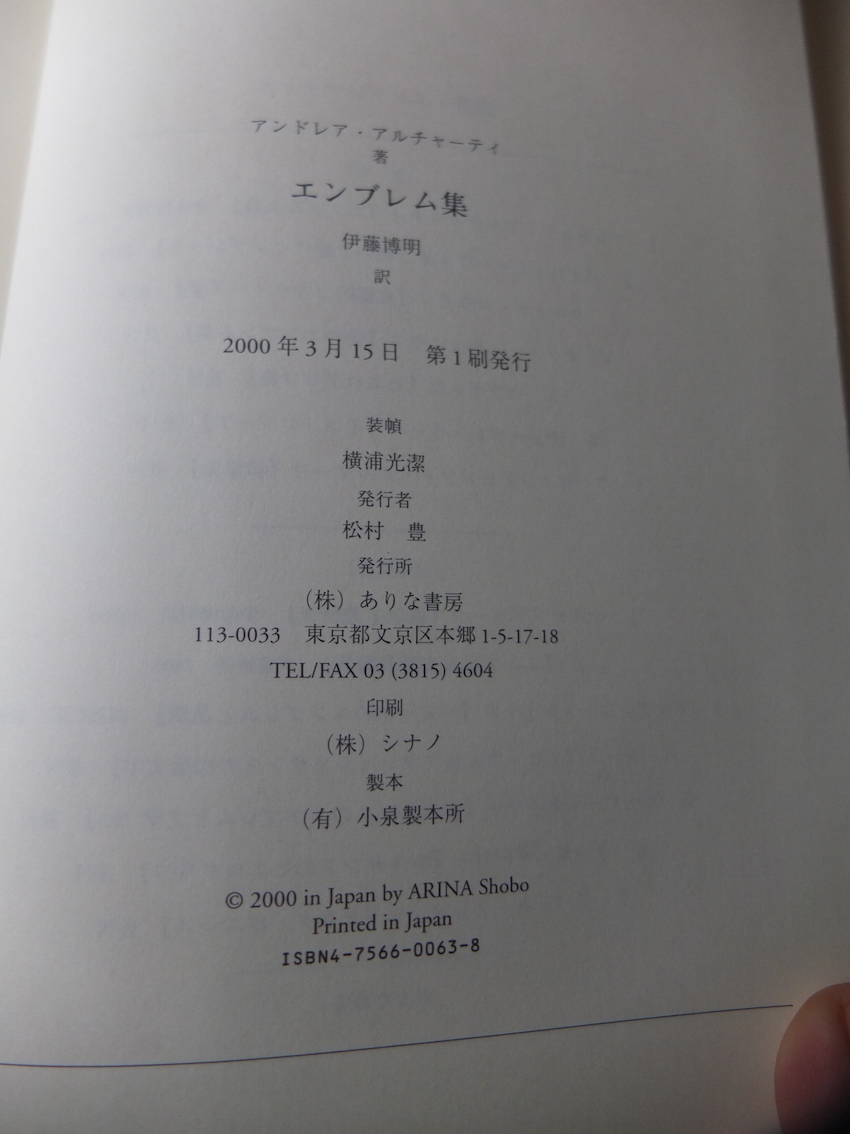 アンドレア・アルチャーティ
著
エンブレム集
伊藤博明
訳
2000年3月15日　第1刷発行
装幀
横浦光潔
発行者
松村　豊
発行所
（株）ありな書房
113-0033　東京都文京区本郷1-5-17-18
TEL/FAX 03 (3815) 4604
印刷
（株）シナノ
製本
（有）小泉製本所
© 2000 in Japan by ARINA Shobo
Printed in Japan
ISBN4-7566-0063-8